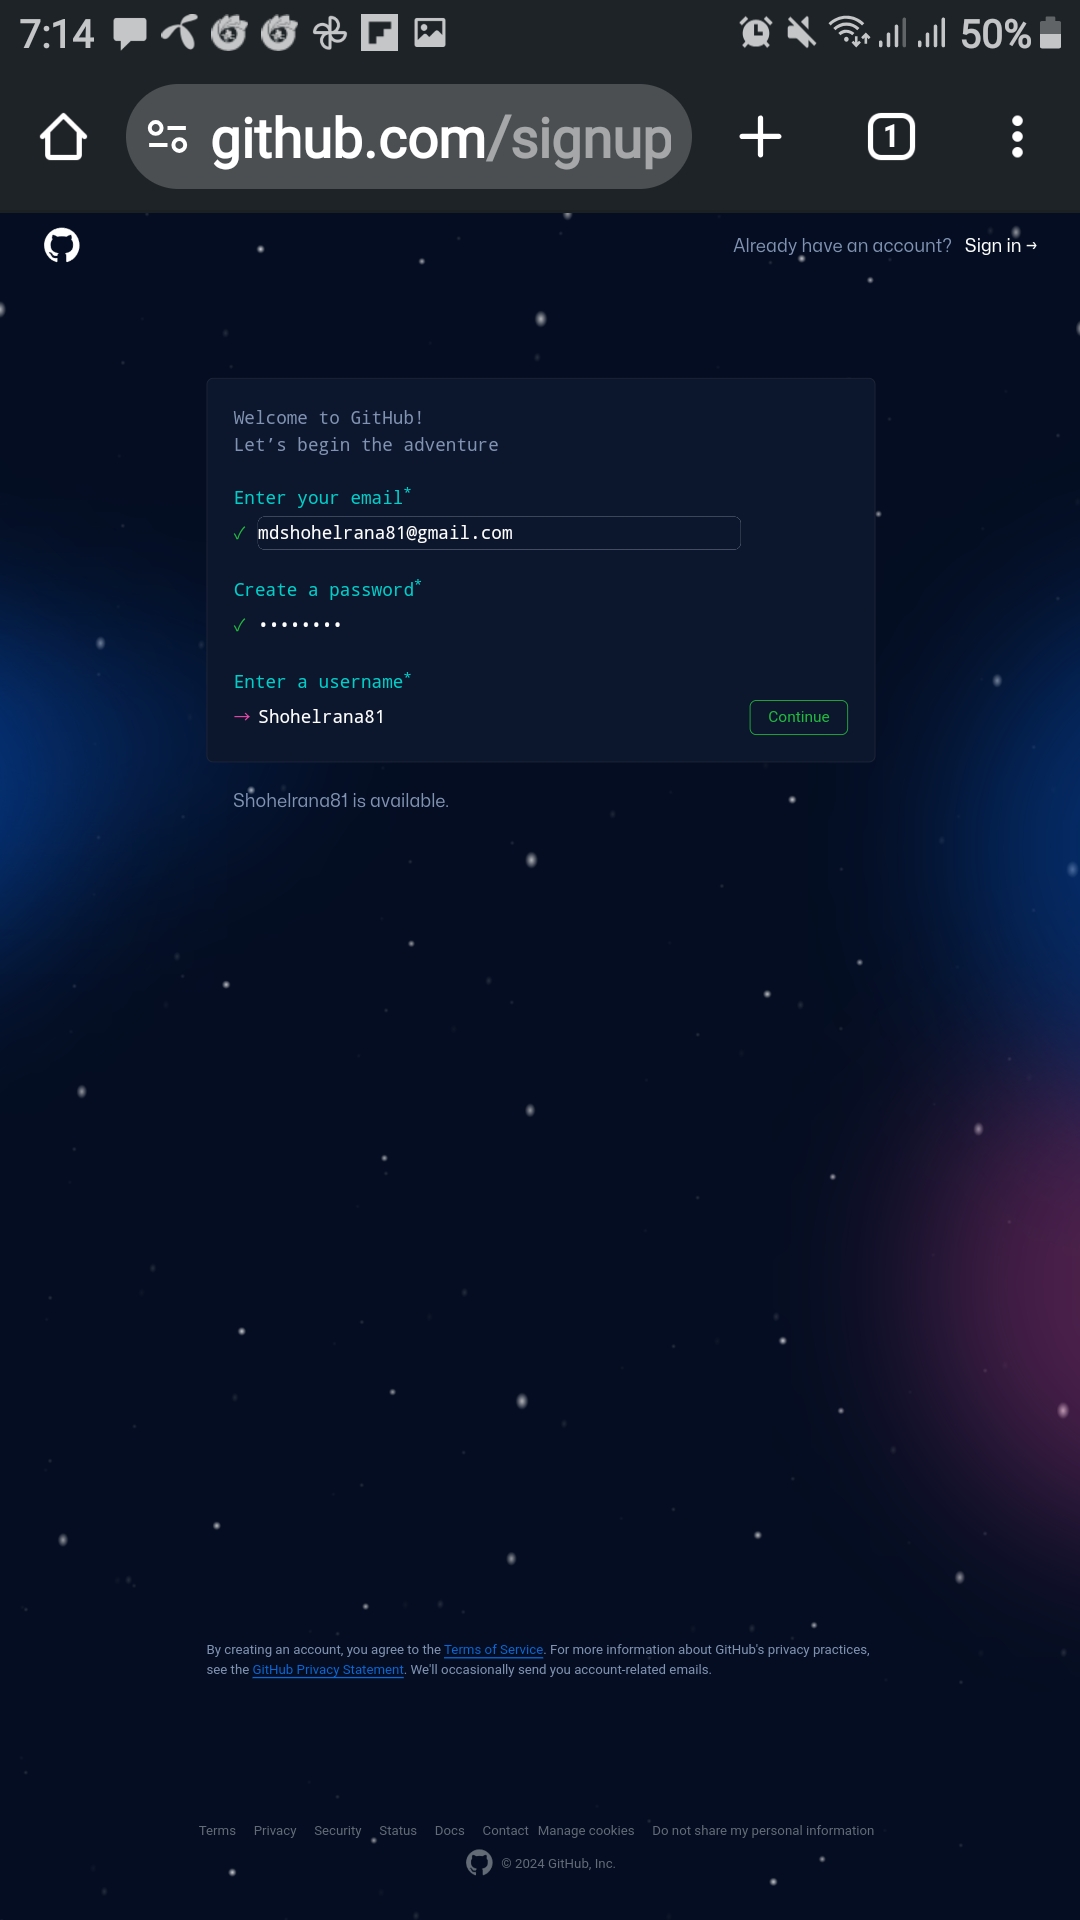 7:14
50%
github.com/signup
1
Already have an account? Sign in →
Welcome to GitHub!
Let’s begin the adventure
Enter your email*
✓ mdshohelrana81@gmail.com
Create a password*
✓ ••••••••
Enter a username*
→ Shohelrana81
Continue
Shohelrana81 is available.
By creating an account, you agree to the Terms of Service. For more information about GitHub's privacy practices,
see the GitHub Privacy Statement. We'll occasionally send you account-related emails.
Terms Privacy Security Status Docs Contact Manage cookies Do not share my personal information
© 2024 GitHub, Inc.